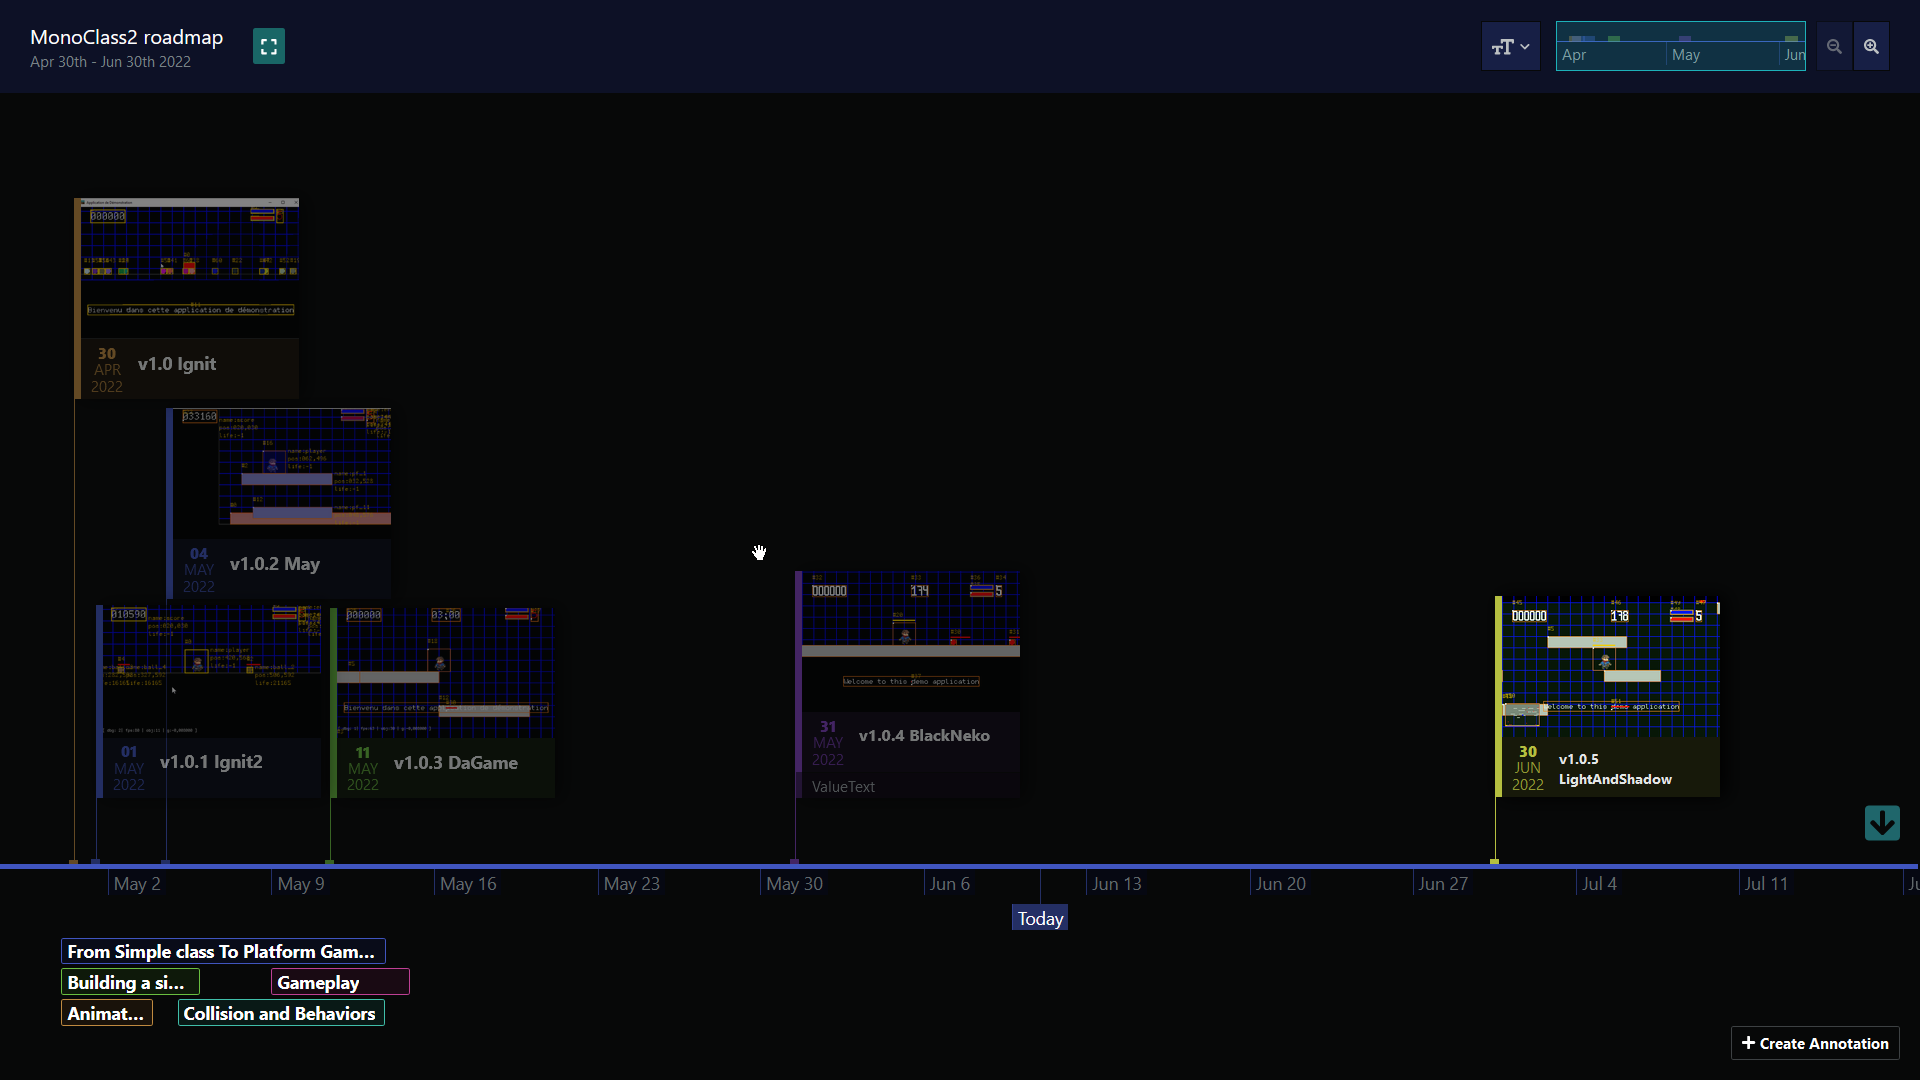 MonoClass2 roadmap
Apr 30th - Jun 30th 2022
Apr May Jun
000000
Bienvenu dans cette application de démonstration
30 APR 2022
v1.0 Ignit
033160
04 MAY 2022
v1.0.2 May
010590
01 MAY 2022
v1.0.1 Ignit2
000000 03:00
11 MAY 2022
v1.0.3 DaGame
000000 174 5
Welcome to this demo application
31 MAY 2022
v1.0.4 BlackNeko
ValueText
000000 178 5
Welcome to this demo application
30 JUN 2022
v1.0.5 LightAndShadow
May 2 May 9 May 16 May 23 May 30 Jun 6 Jun 13 Jun 20 Jun 27 Jul 4 Jul 11
Today
From Simple class To Platform Gam...
Building a si... Gameplay
Animat... Collision and Behaviors
+ Create Annotation